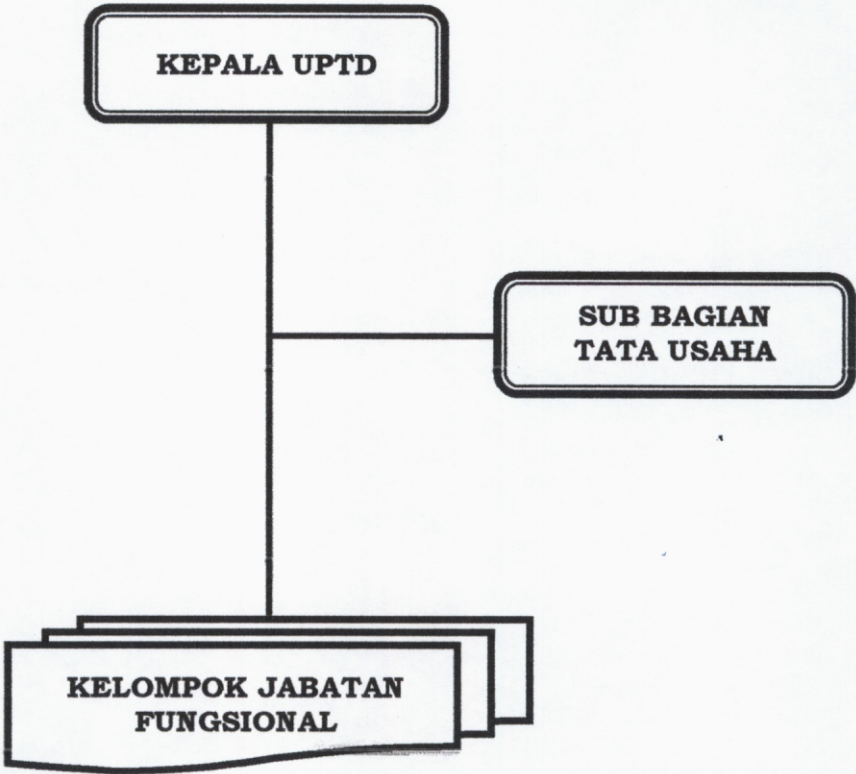 KEPALA UPTD
SUB BAGIAN
TATA USAHA
KELOMPOK JABATAN
FUNGSIONAL